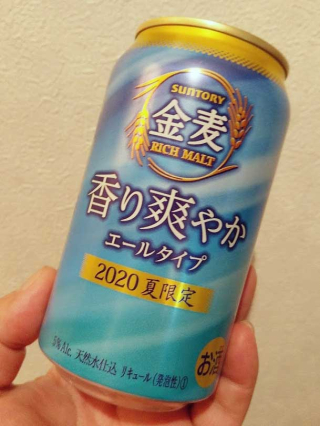 SUNTORY
金麦
RICH MALT
香り爽やか
エールタイプ
2020夏限定
5%Alc. 天然水仕込 リキュール(発泡性)①
お酒